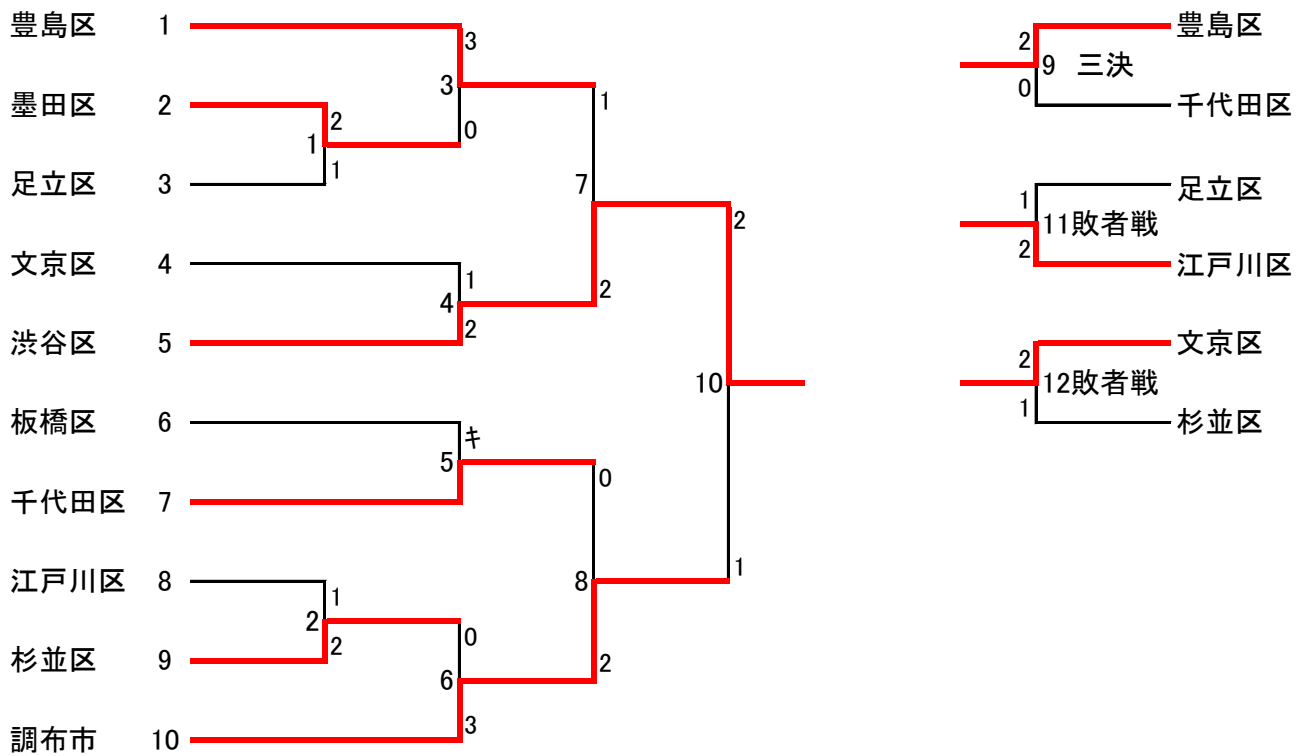 豊島区 1
3
3
墨田区 2
2
0
1
1
1
足立区 3
7
2
文京区 4
1
4
2
2
渋谷区 5
10
板橋区 6
キ
5
0
千代田区 7
1
江戸川区 8
1
8
2
0
2
杉並区 9
2
6
3
調布市 10
豊島区
2
9 三決
0
千代田区
足立区
1
11敗者戦
2
江戸川区
文京区
2
12敗者戦
1
杉並区